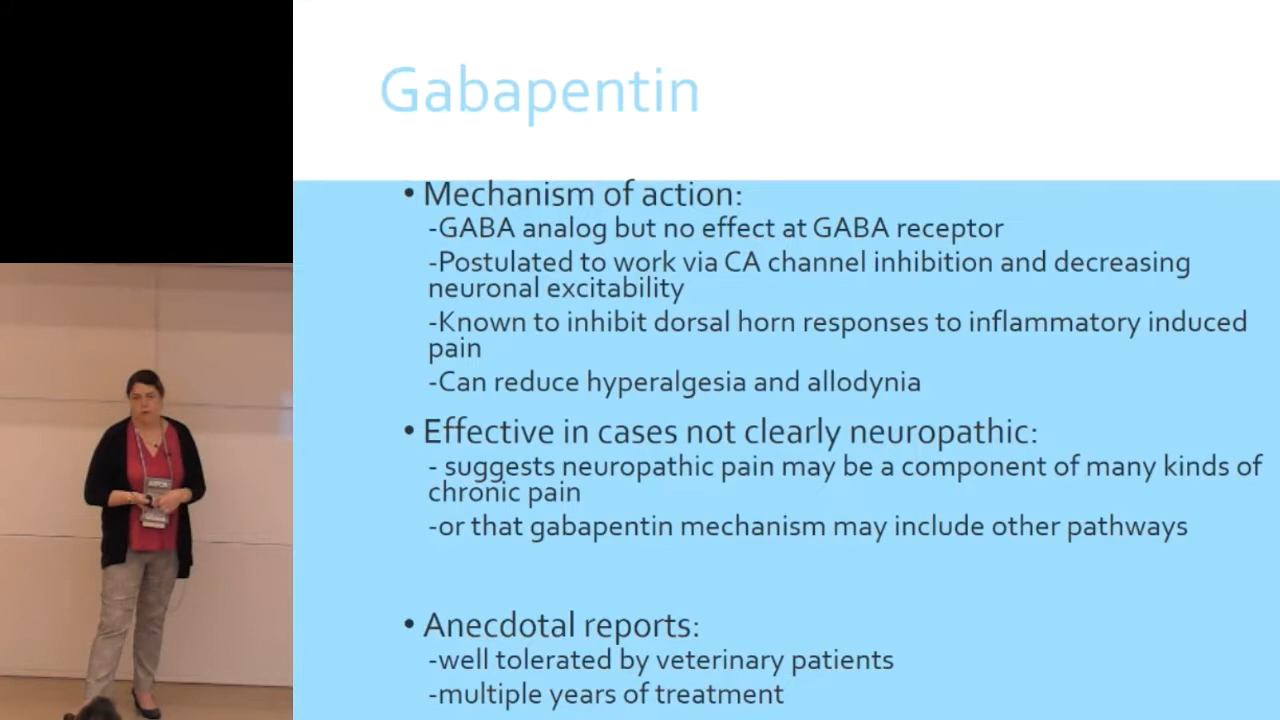 Gabapentin
• Mechanism of action:
-GABA analog but no effect at GABA receptor
-Postulated to work via CA channel inhibition and decreasing
neuronal excitability
-Known to inhibit dorsal horn responses to inflammatory induced
pain
-Can reduce hyperalgesia and allodynia
• Effective in cases not clearly neuropathic:
- suggests neuropathic pain may be a component of many kinds of
chronic pain
-or that gabapentin mechanism may include other pathways
• Anecdotal reports:
-well tolerated by veterinary patients
-multiple years of treatment